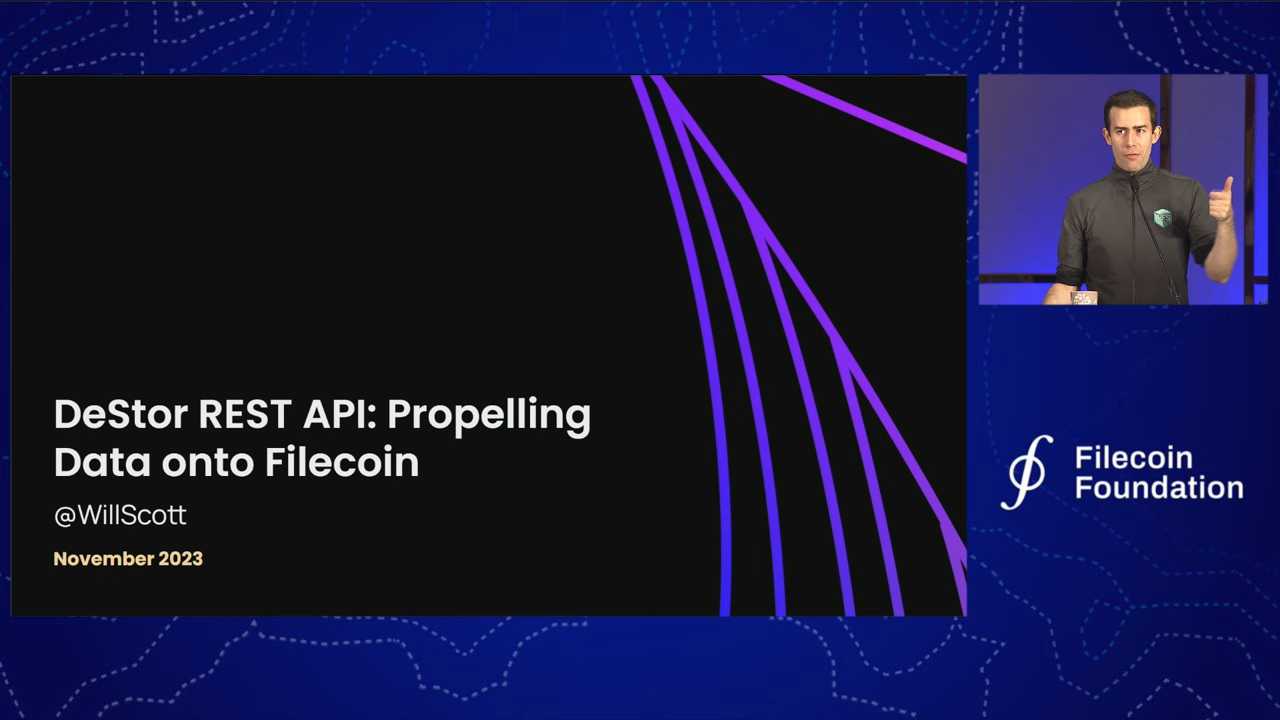 DeStor REST API: Propelling
Data onto Filecoin
@WillScott
November 2023
Filecoin
Foundation